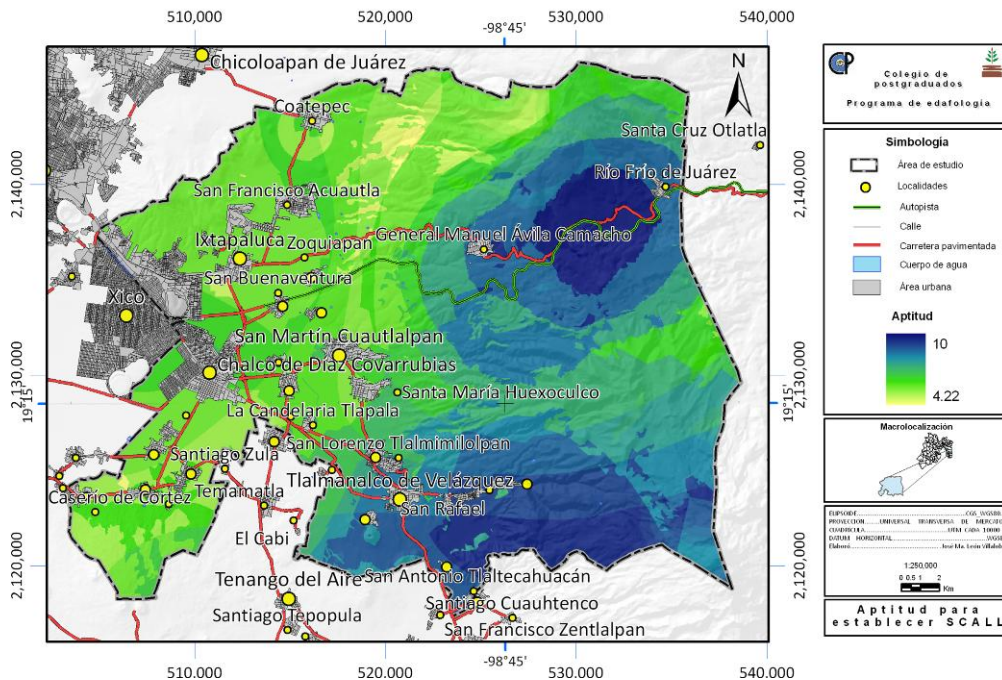 510,000
520,000
530,000
540,000
-98°45'
Chicoloapan de Juárez
Coatepec
N
Santa Cruz Otlatla
Río Frío de Juárez
2,140,000
2,140,000
San Francisco Acuautla
Ixtapaluca
Zoquiapan
General Manuel Ávila Camacho
San Buenaventura
Xico
San Martín Cuautlalpan
Chalco de Díaz Covarrubias
2,130,000
2,130,000
19°15'
19°15'
Santa María Huexoculco
La Candelaria Tlapala
San Lorenzo Tlalmimilolpan
Santiago Zula
Tlalmanalco de Velázquez
Caserio de Cortez
Temamatla
San Rafael
El Cabi
2,120,000
2,120,000
Tenango del Aire
San Antonio Tlaltecahuacán
Santiago Tepopula
Santiago Cuauhtenco
San Francisco Zentlalpan
-98°45'
510,000
520,000
530,000
540,000
Colegio de
postgraduados
Programa de edafología
Simbología
Área de estudio
Localidades
Autopista
Calle
Carretera pavimentada
Cuerpo de agua
Área urbana
Aptitud
10
4.22
Macrolocalización
1:250,000
0 0.5 1 2
Km
Aptitud para
establecer SCALL